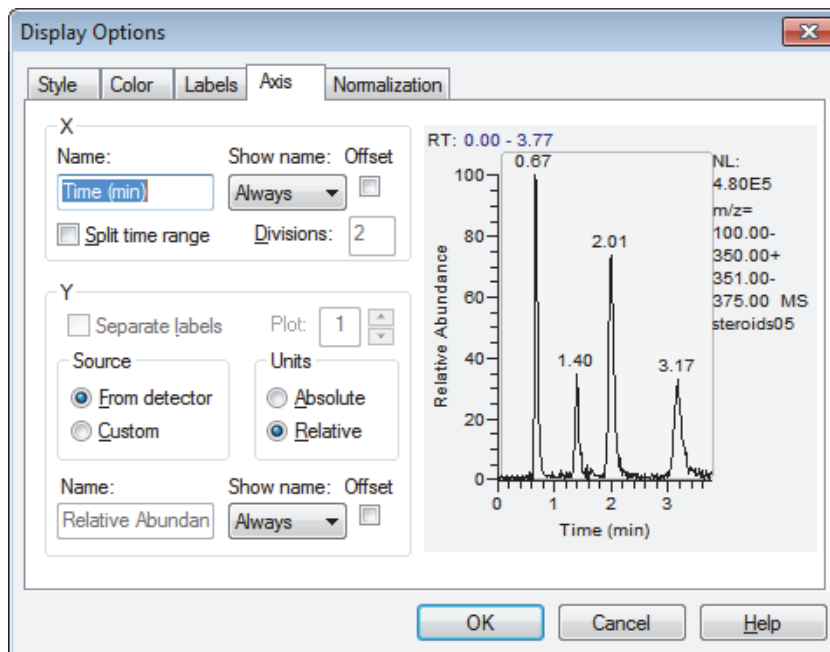 Display Options
Style Color Labels Axis Normalization
X
Name: Show name: Offset
Time (min) Always
Split time range Divisions: 2
Y
Separate labels Plot: 1
Source Units
From detector Absolute
Custom Relative
Name: Show name: Offset
Relative Abundan Always
RT: 0.00 - 3.77
0.67
2.01
1.40
3.17
NL:
4.80E5
m/z=
100.00-
350.00+
351.00-
375.00 MS
steroids05
Relative Abundance
100
80
60
40
20
0
0 1 2 3
Time (min)
OK Cancel Help